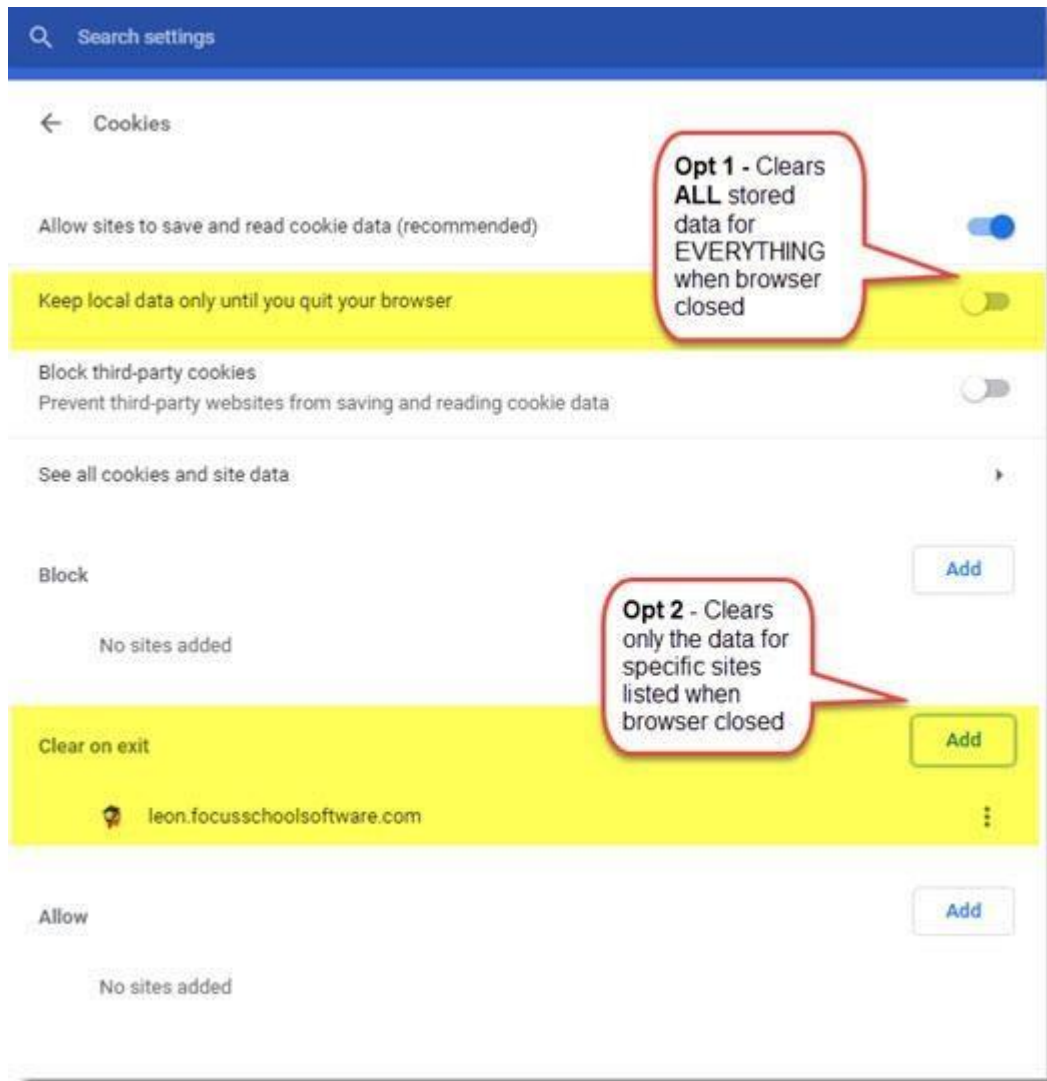 Search settings
Cookies
Opt 1 - Clears
ALL stored
data for
EVERYTHING
when browser
closed
Allow sites to save and read cookie data (recommended)
Keep local data only until you quit your browser
Block third-party cookies
Prevent third-party websites from saving and reading cookie data
See all cookies and site data
Block
Add
No sites added
Opt 2 - Clears
only the data for
specific sites
listed when
browser closed
Clear on exit
Add
leon.focusschoolsoftware.com
Allow
Add
No sites added